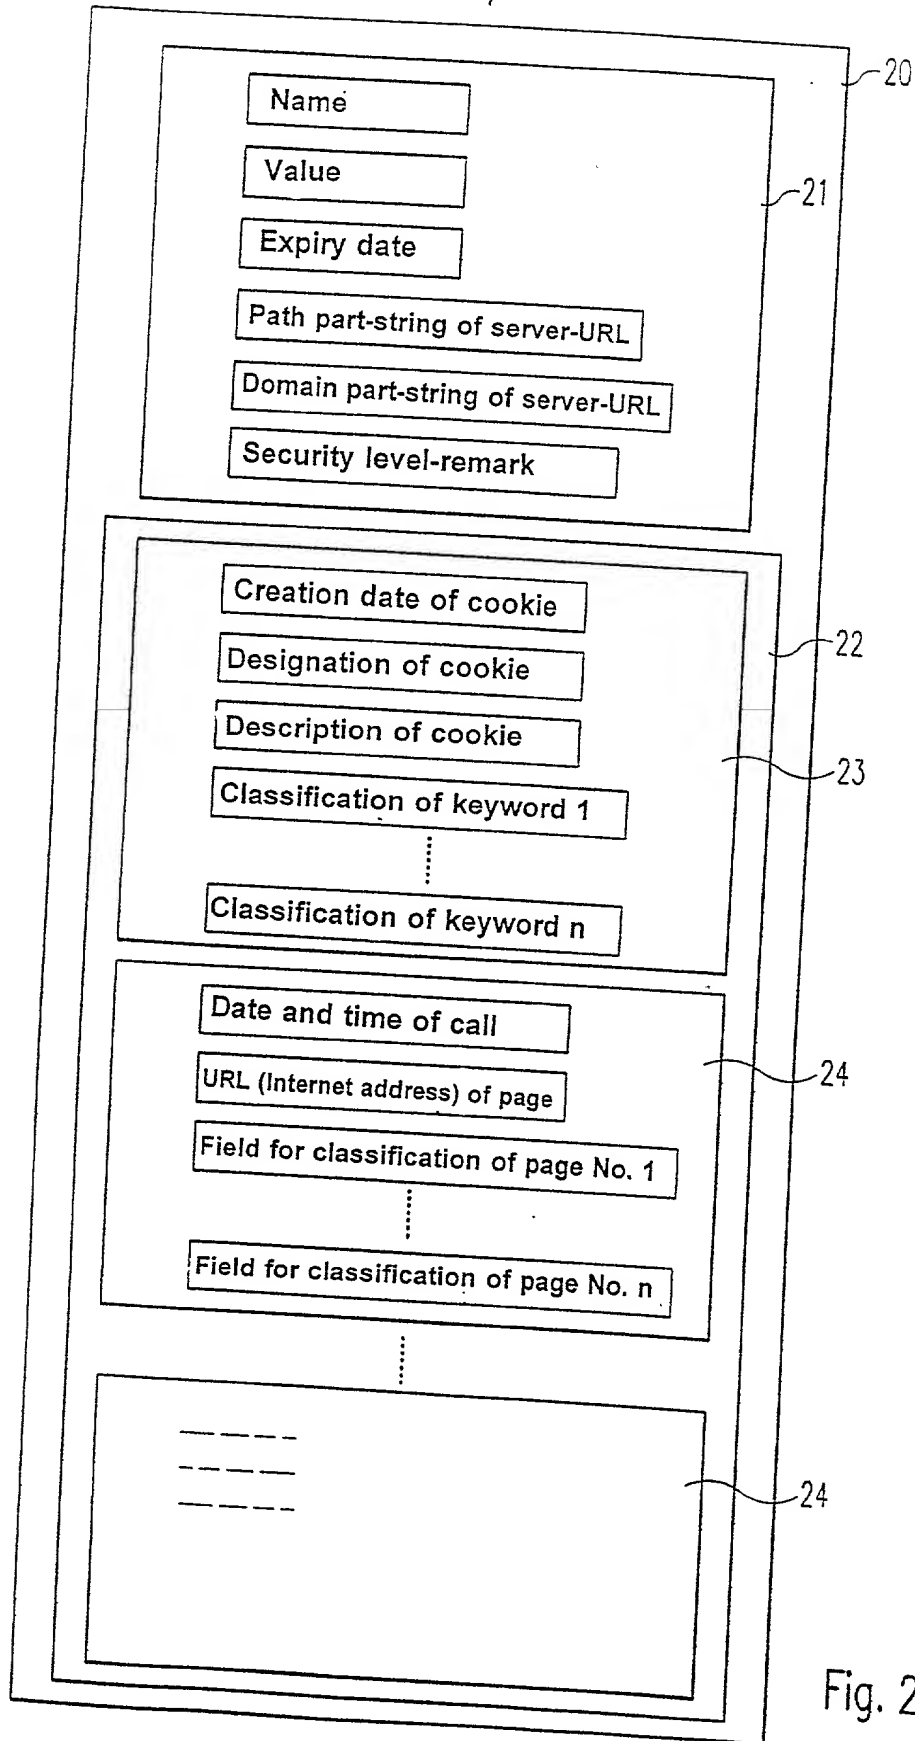 20
Name
Value
21
Expiry date
Path part-string of server-URL
Domain part-string of server-URL
Security level-remark
Creation date of cookie
22
Designation of cookie
Description of cookie
23
Classification of keyword 1
Classification of keyword n
Date and time of call
24
URL (Internet address) of page
Field for classification of page No. 1
Field for classification of page No. n
24
Fig. 2